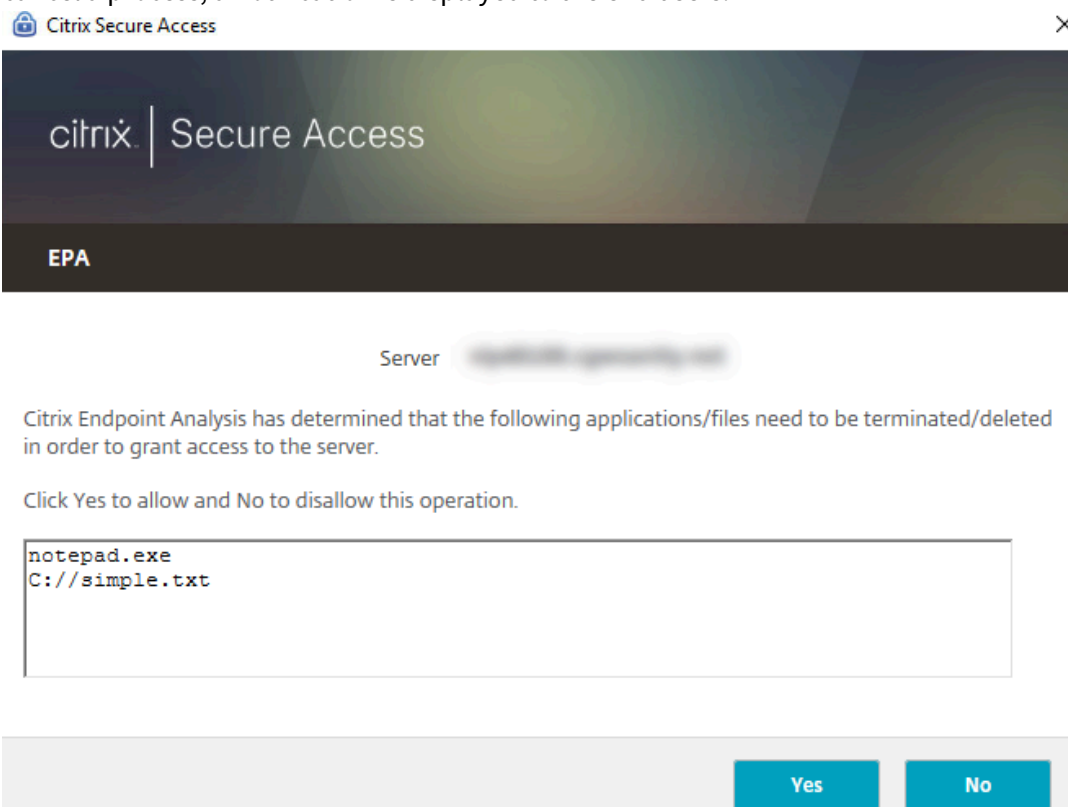 Citrix Secure Access
citrix. | Secure Access
EPA
Server
Citrix Endpoint Analysis has determined that the following applications/files need to be terminated/deleted
in order to grant access to the server.
Click Yes to allow and No to disallow this operation.
notepad.exe
C://simple.txt
Yes No